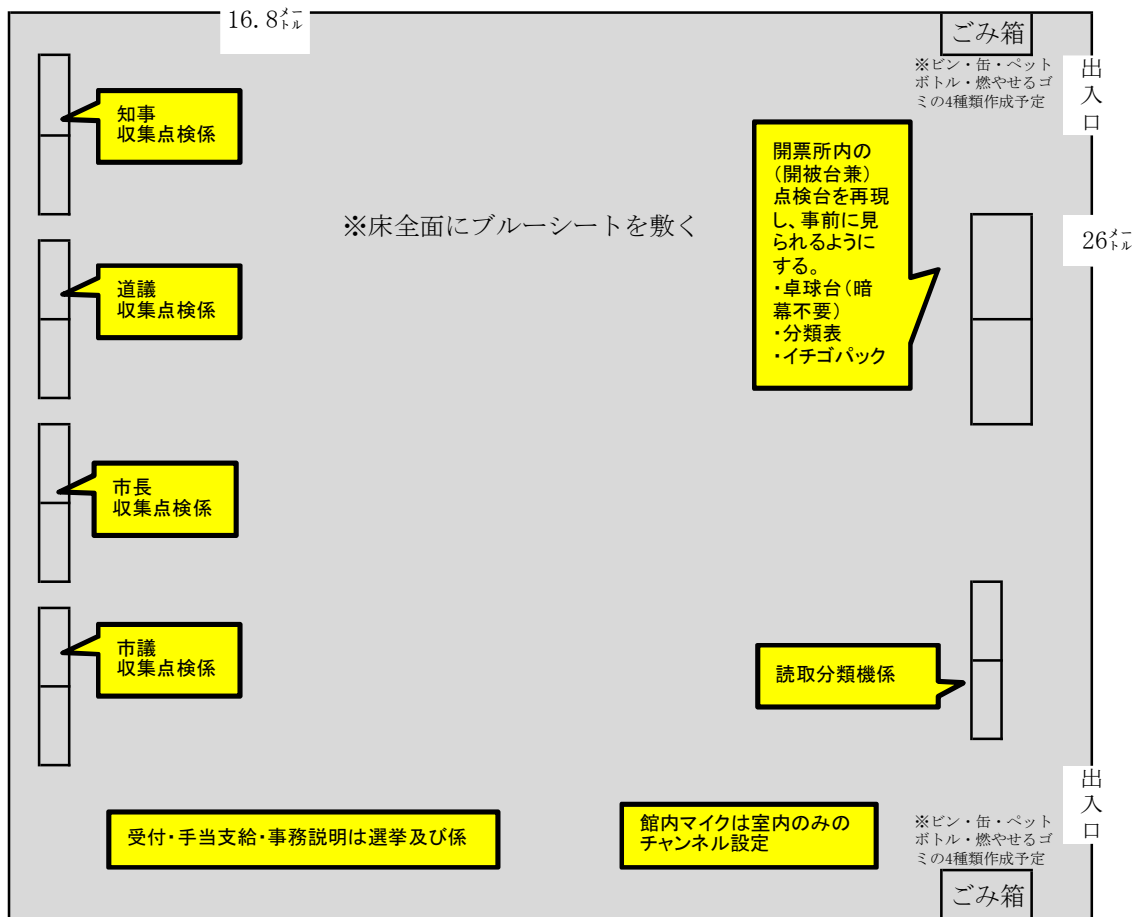 16.8メートル
ごみ箱
※ビン・缶・ペット
ボトル・燃やせるゴ
ミの4種類作成予定
出
入
口
知事
収集点検係
開票所内の
(開被台兼)
点検台を再現
し、事前に見
られるように
する。
・卓球台(暗
幕不要)
・分類表
・イチゴパック
※床全面にブルーシートを敷く
26メートル
道議
収集点検係
市長
収集点検係
市議
収集点検係
読取分類機係
受付・手当支給・事務説明は選挙及び係
館内マイクは室内のみの
チャンネル設定
出
入
口
※ビン・缶・ペット
ボトル・燃やせるゴ
ミの4種類作成予定
ごみ箱